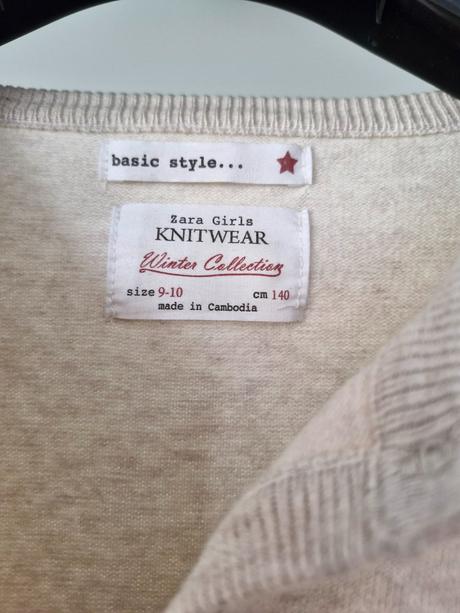 basic style...
Zara Girls
KNITWEAR
Winter Collection
size 9-10 cm 140
made in Cambodia